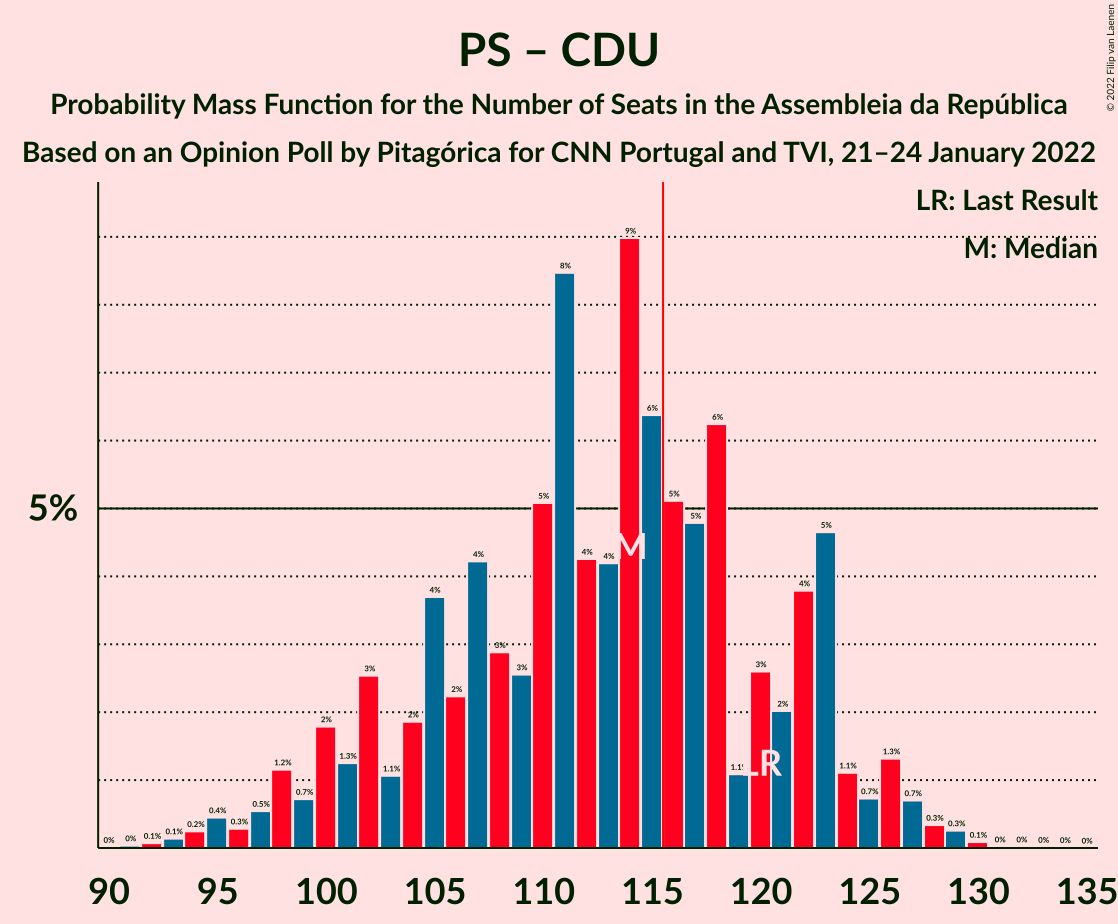 PS – CDU
Probability Mass Function for the Number of Seats in the Assembleia da República
Based on an Opinion Poll by Pitagórica for CNN Portugal and TVI, 21–24 January 2022
© 2022 Filip van Laenen
LR: Last Result
M: Median
5%
0% 0% 0.1% 0.1% 0.2% 0.4% 0.3% 0.5% 1.2% 0.7% 2% 1.3% 3% 1.1% 2% 4% 2% 4% 3% 3% 5% 8% 4% 4% 9% 6% 5% 5% 6% 1.1% 3% 2% 4% 5% 1.1% 0.7% 1.3% 0.7% 0.3% 0.3% 0.1% 0% 0% 0% 0% 0%
M
LR
90 95 100 105 110 115 120 125 130 135